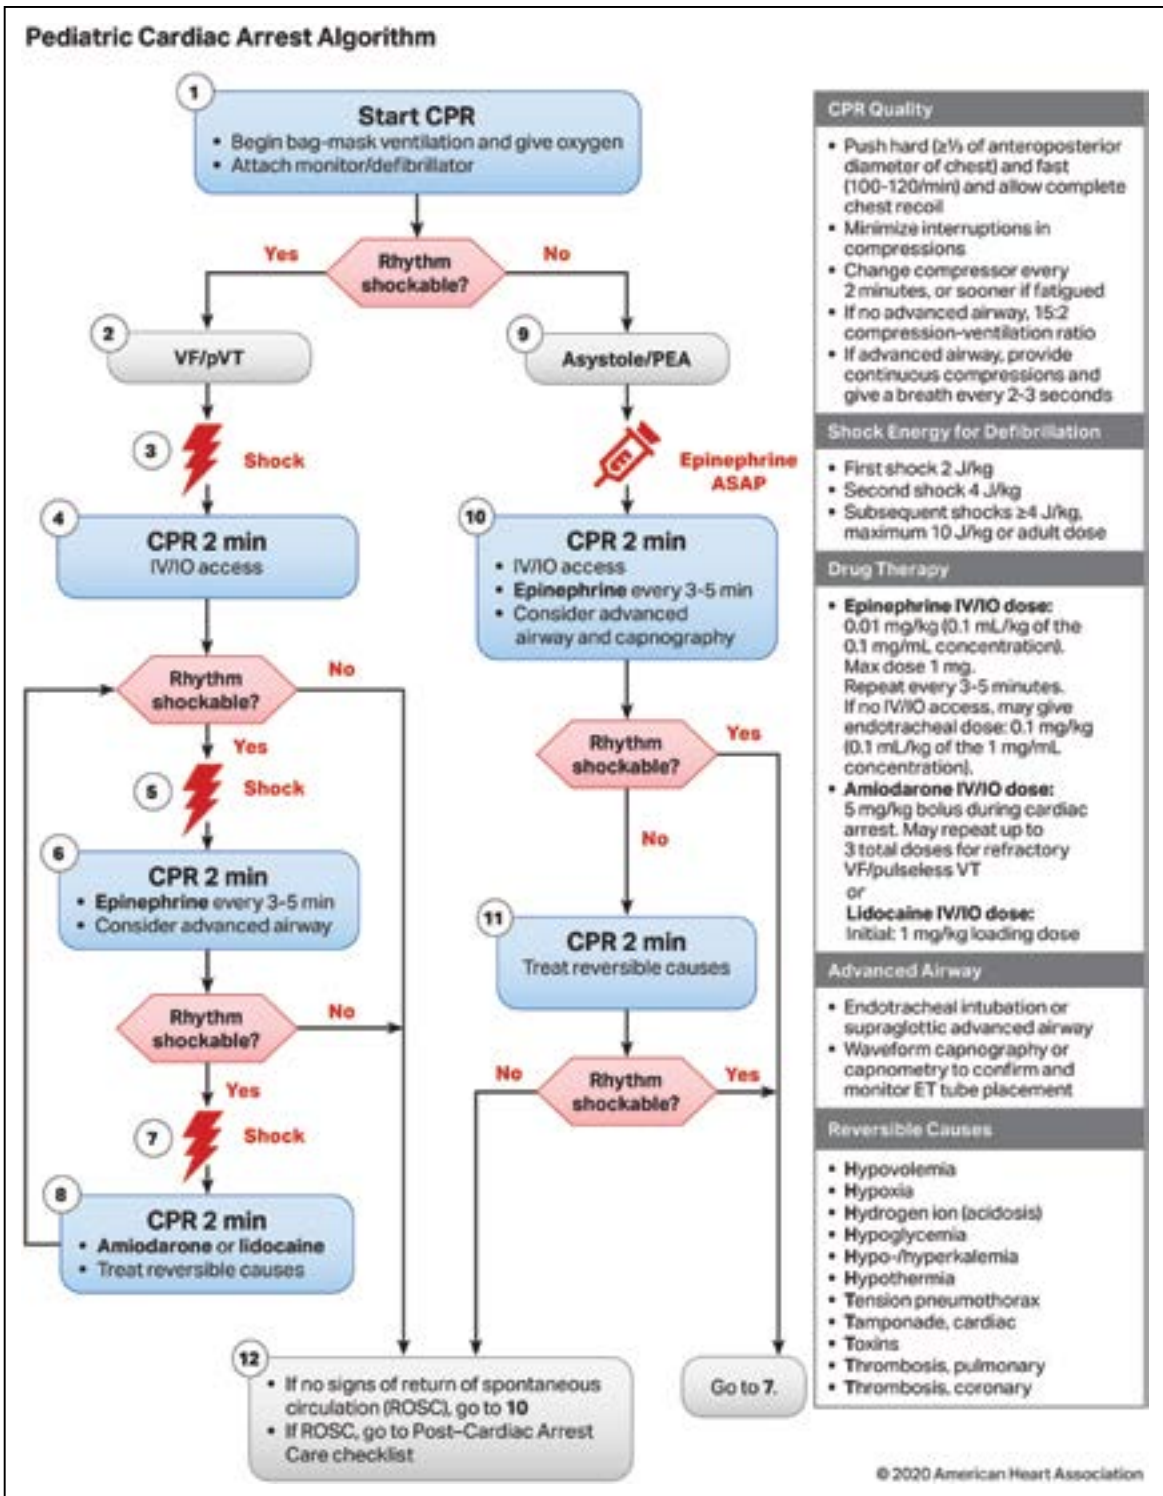 Pediatric Cardiac Arrest Algorithm
1
Start CPR
• Begin bag-mask ventilation and give oxygen
• Attach monitor/defibrillator
Rhythm
shockable?
Yes
No
2
VF/pVT
3
Shock
4
CPR 2 min
IV/IO access
Rhythm
shockable?
No
Yes
5
Shock
6
CPR 2 min
• Epinephrine every 3-5 min
• Consider advanced airway
Rhythm
shockable?
No
Yes
7
Shock
8
CPR 2 min
• Amiodarone or lidocaine
• Treat reversible causes
9
Asystole/PEA
Epinephrine
ASAP
10
CPR 2 min
• IV/IO access
• Epinephrine every 3-5 min
• Consider advanced
airway and capnography
Rhythm
shockable?
Yes
No
11
CPR 2 min
Treat reversible causes
Rhythm
shockable?
No
Yes
12
• If no signs of return of spontaneous
circulation (ROSC), go to 10
• If ROSC, go to Post–Cardiac Arrest
Care checklist
Go to 7.
CPR Quality
• Push hard (≥⅓ of anteroposterior
diameter of chest) and fast
(100-120/min) and allow complete
chest recoil
• Minimize interruptions in
compressions
• Change compressor every
2 minutes, or sooner if fatigued
• If no advanced airway, 15:2
compression-ventilation ratio
• If advanced airway, provide
continuous compressions and
give a breath every 2-3 seconds
Shock Energy for Defibrillation
• First shock 2 J/kg
• Second shock 4 J/kg
• Subsequent shocks ≥4 J/kg,
maximum 10 J/kg or adult dose
Drug Therapy
• Epinephrine IV/IO dose:
0.01 mg/kg (0.1 mL/kg of the
0.1 mg/mL concentration).
Max dose 1 mg.
Repeat every 3-5 minutes.
If no IV/IO access, may give
endotracheal dose: 0.1 mg/kg
(0.1 mL/kg of the 1 mg/mL
concentration).
• Amiodarone IV/IO dose:
5 mg/kg bolus during cardiac
arrest. May repeat up to
3 total doses for refractory
VF/pulseless VT
or
Lidocaine IV/IO dose:
Initial: 1 mg/kg loading dose
Advanced Airway
• Endotracheal intubation or
supraglottic advanced airway
• Waveform capnography or
capnometry to confirm and
monitor ET tube placement
Reversible Causes
• Hypovolemia
• Hypoxia
• Hydrogen ion (acidosis)
• Hypoglycemia
• Hypo-/hyperkalemia
• Hypothermia
• Tension pneumothorax
• Tamponade, cardiac
• Toxins
• Thrombosis, pulmonary
• Thrombosis, coronary
© 2020 American Heart Association